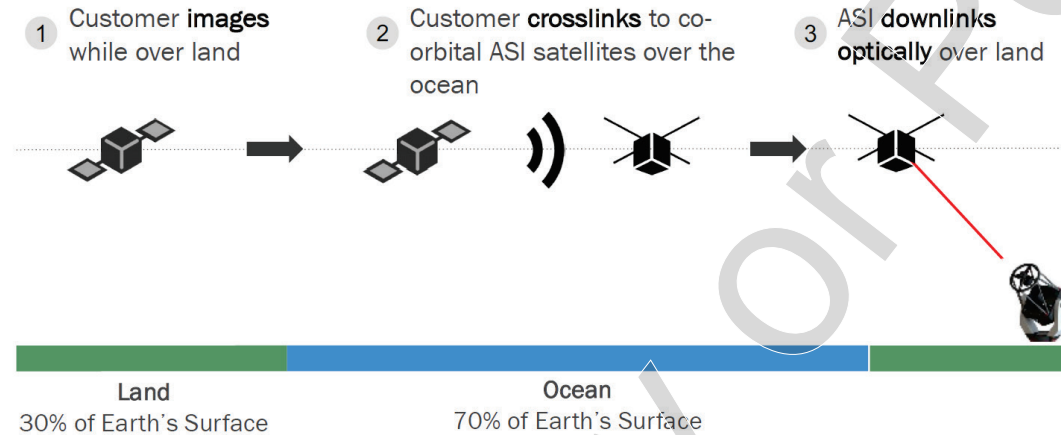 1
Customer images
while over land
2
Customer crosslinks to co-
orbital ASI satellites over the
ocean
3
ASI downlinks
optically over land
Land
30% of Earth's Surface
Ocean
70% of Earth's Surface